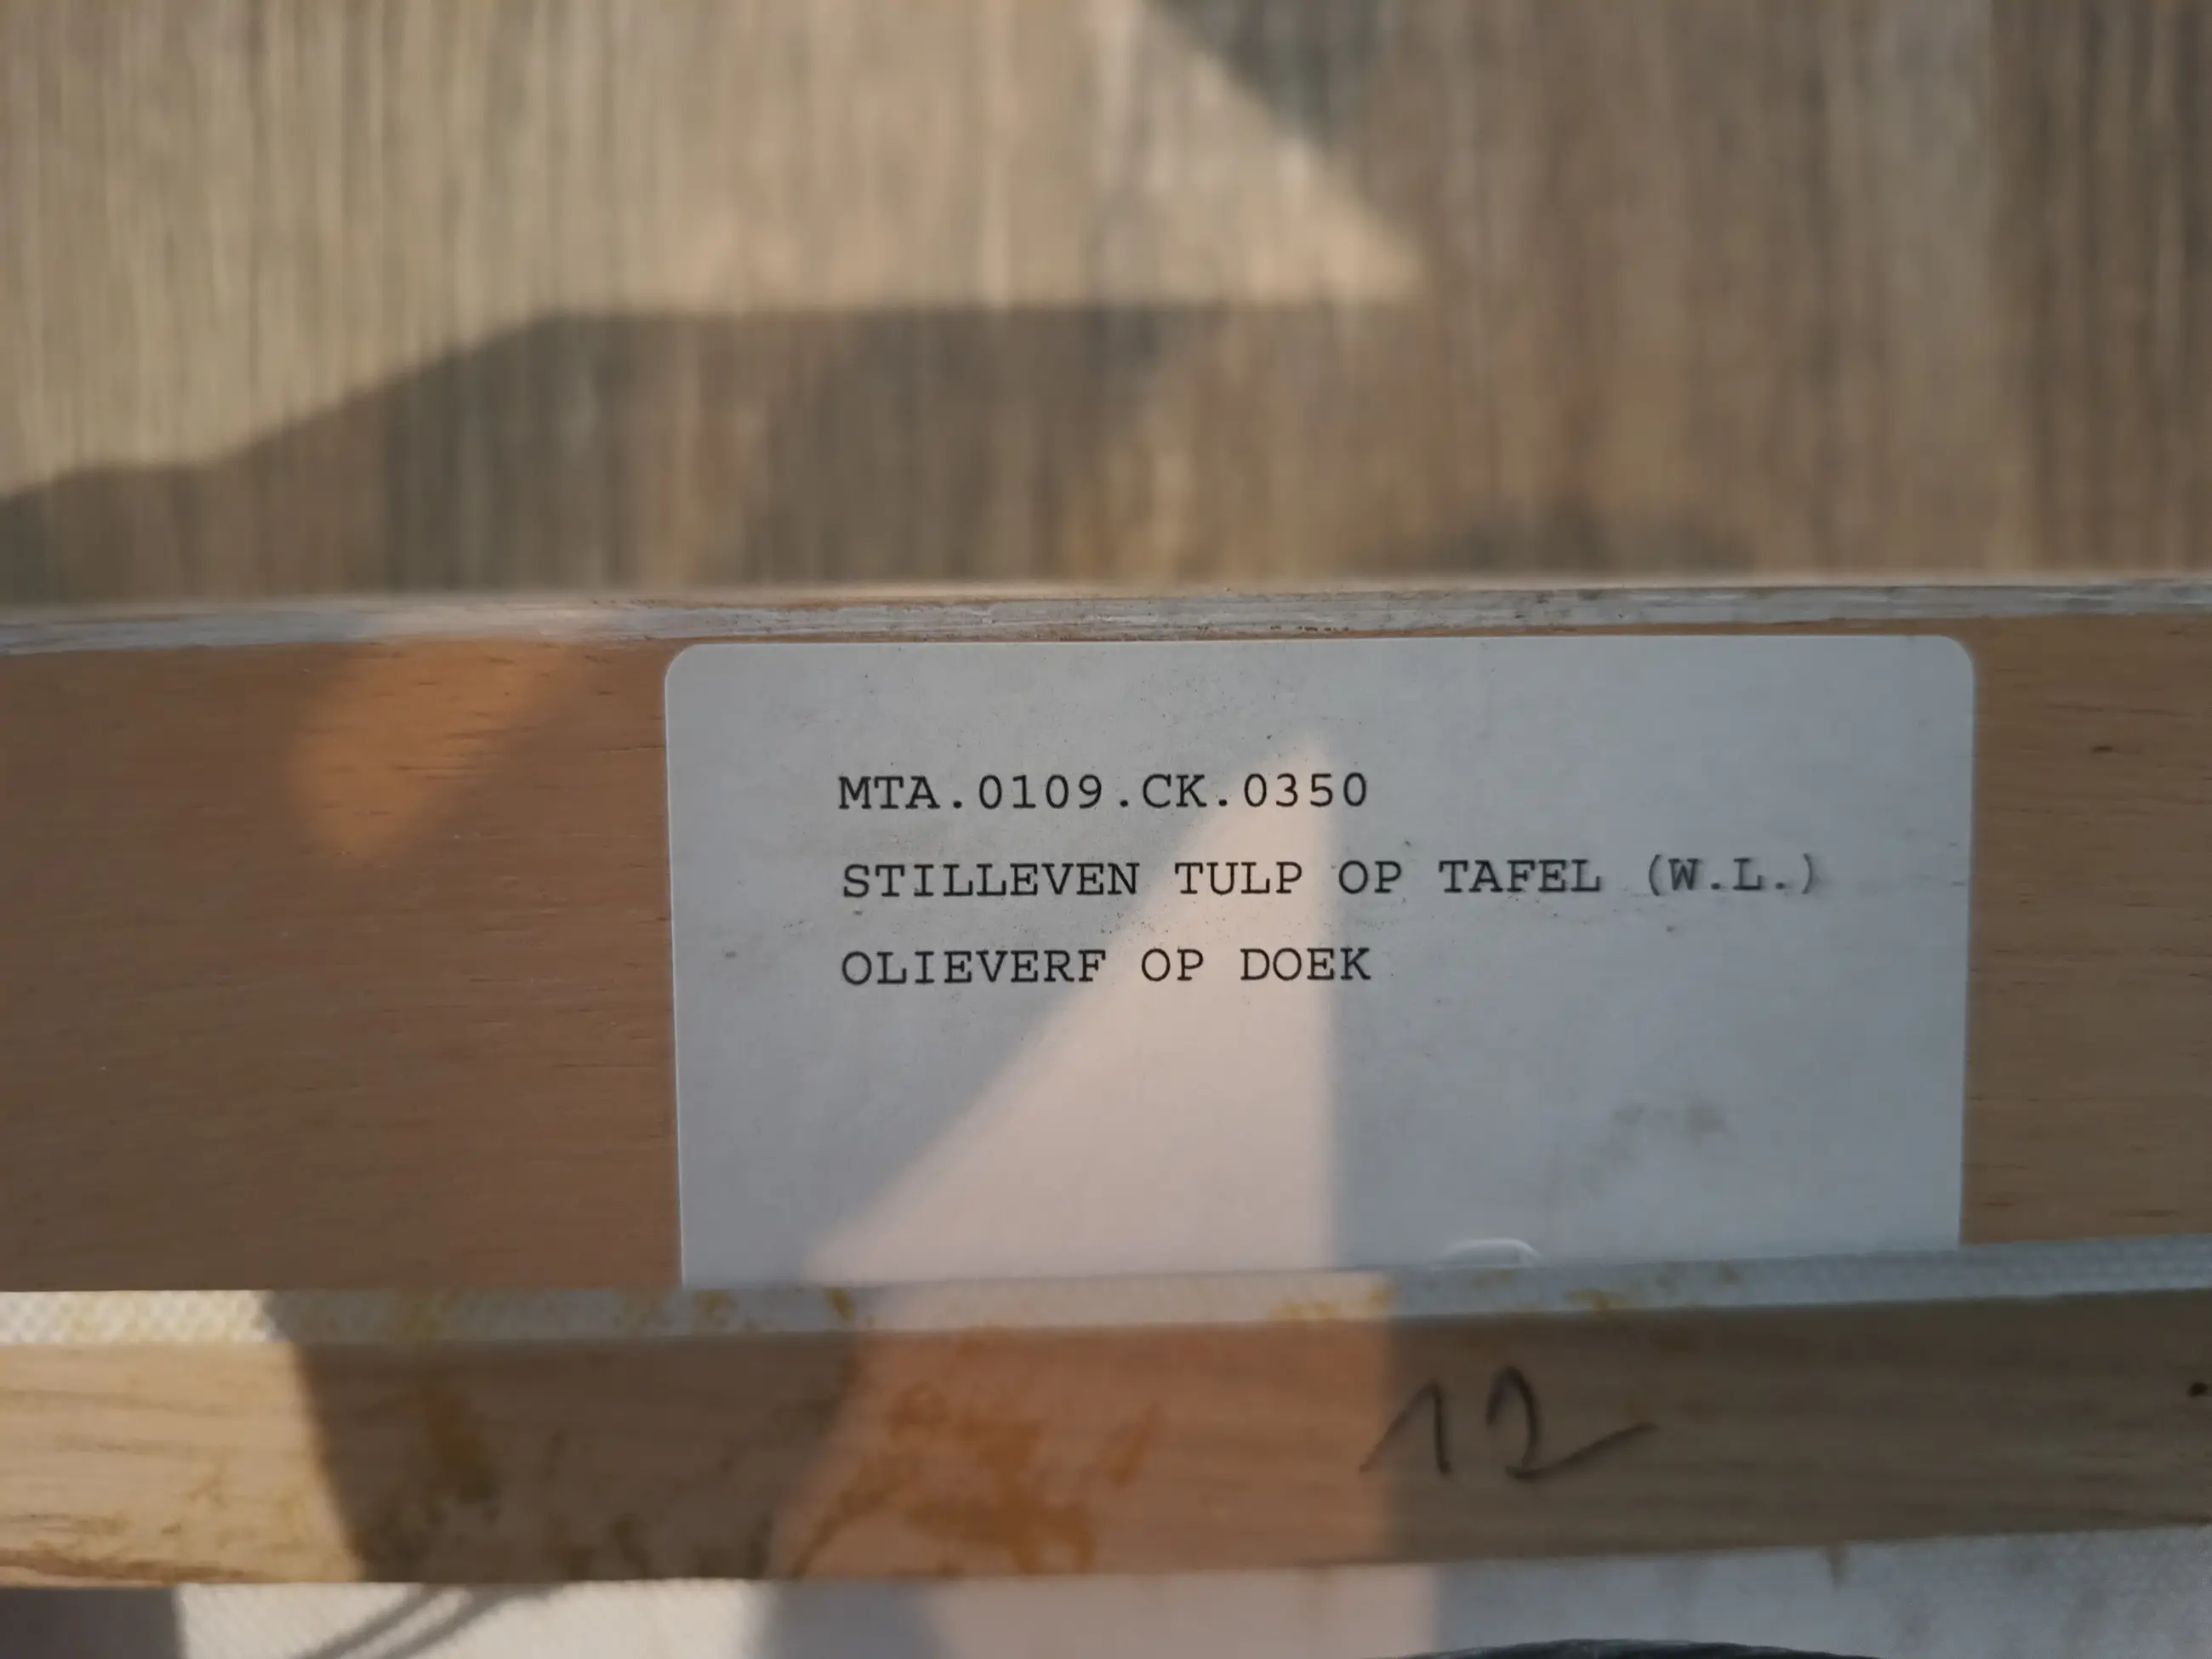 MTA.0109.CK.0350
STILLEVEN TULP OP TAFEL (W.L.)
OLIEVERF OP DOEK
12